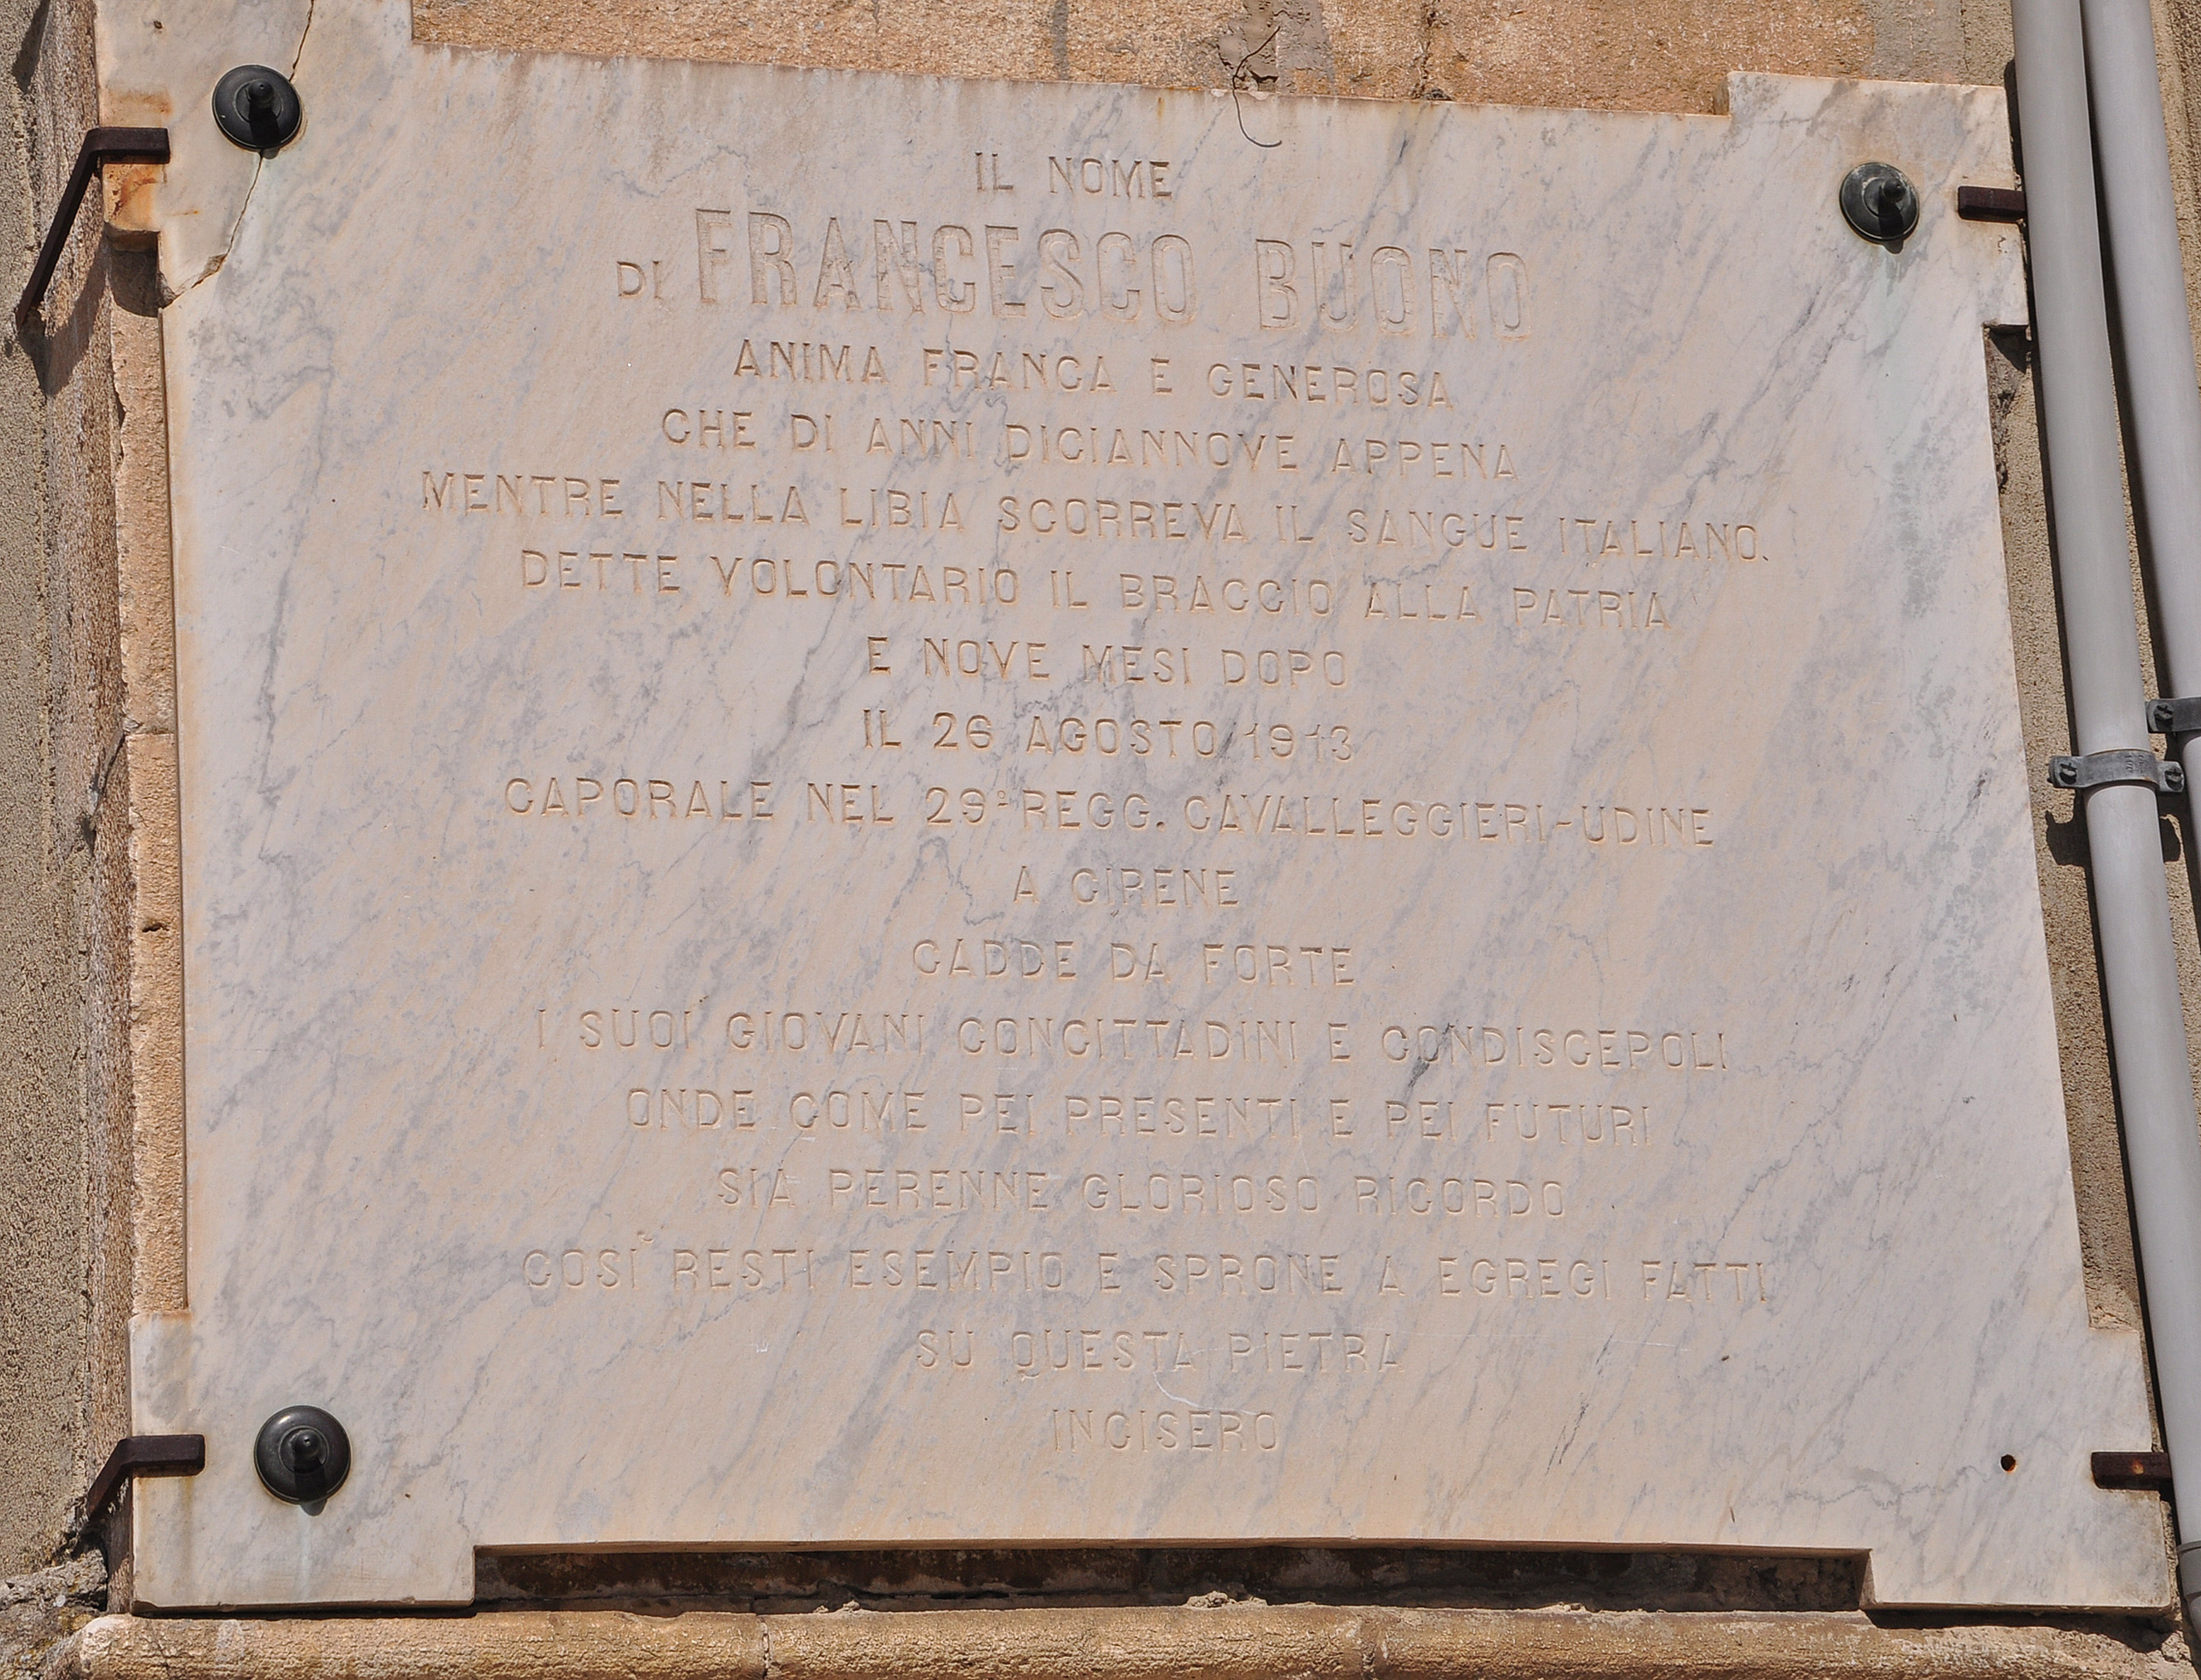 IL NOME
DI FRANCESCO BUONO
ANIMA FRANCA E GENEROSA
CHE DI ANNI DICIANNOVE APPENA
MENTRE NELLA LIBIA SCORREVA IL SANGUE ITALIANO.
DETTE VOLONTARIO IL BRACCIO ALLA PATRIA
E NOVE MESI DOPO
IL 26 AGOSTO 1913
CAPORALE NEL 29º REGG. CAVALLEGGIERI-UDINE
A CIRENE
CADDE DA FORTE
I SUOI GIOVANI CONCITTADINI E CONDISCEPOLI
ONDE COME PEI PRESENTI E PEI FUTURI
SIA PERENNE GLORIOSO RICORDO
COSÌ RESTI ESEMPIO E SPRONE A EGREGI FATTI
SU QUESTA PIETRA
INCISERO